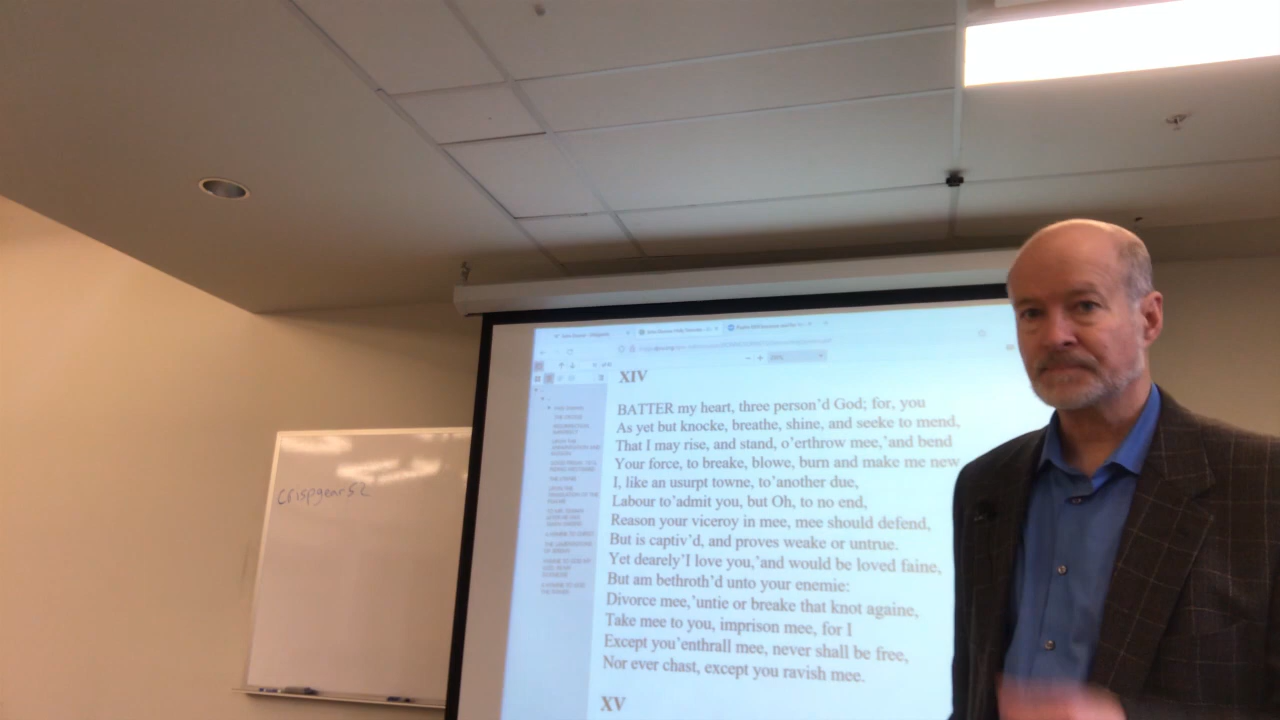 Crispgear52
XIV
BATTER my heart, three person'd God; for, you
As yet but knocke, breathe, shine, and seeke to mend,
That I may rise, and stand, o'erthrow mee,'and bend
Your force, to breake, blowe, burn and make me new
I, like an usurpt towne, to'another due,
Labour to'admit you, but Oh, to no end,
Reason your viceroy in mee, mee should defend,
But is captiv'd, and proves weake or untrue.
Yet dearely'I love you,'and would be loved faine,
But am bethroth'd unto your enemie:
Divorce mee,'untie or breake that knot againe,
Take mee to you, imprison mee, for I
Except you'enthrall mee, never shall be free,
Nor ever chast, except you ravish mee.
XV